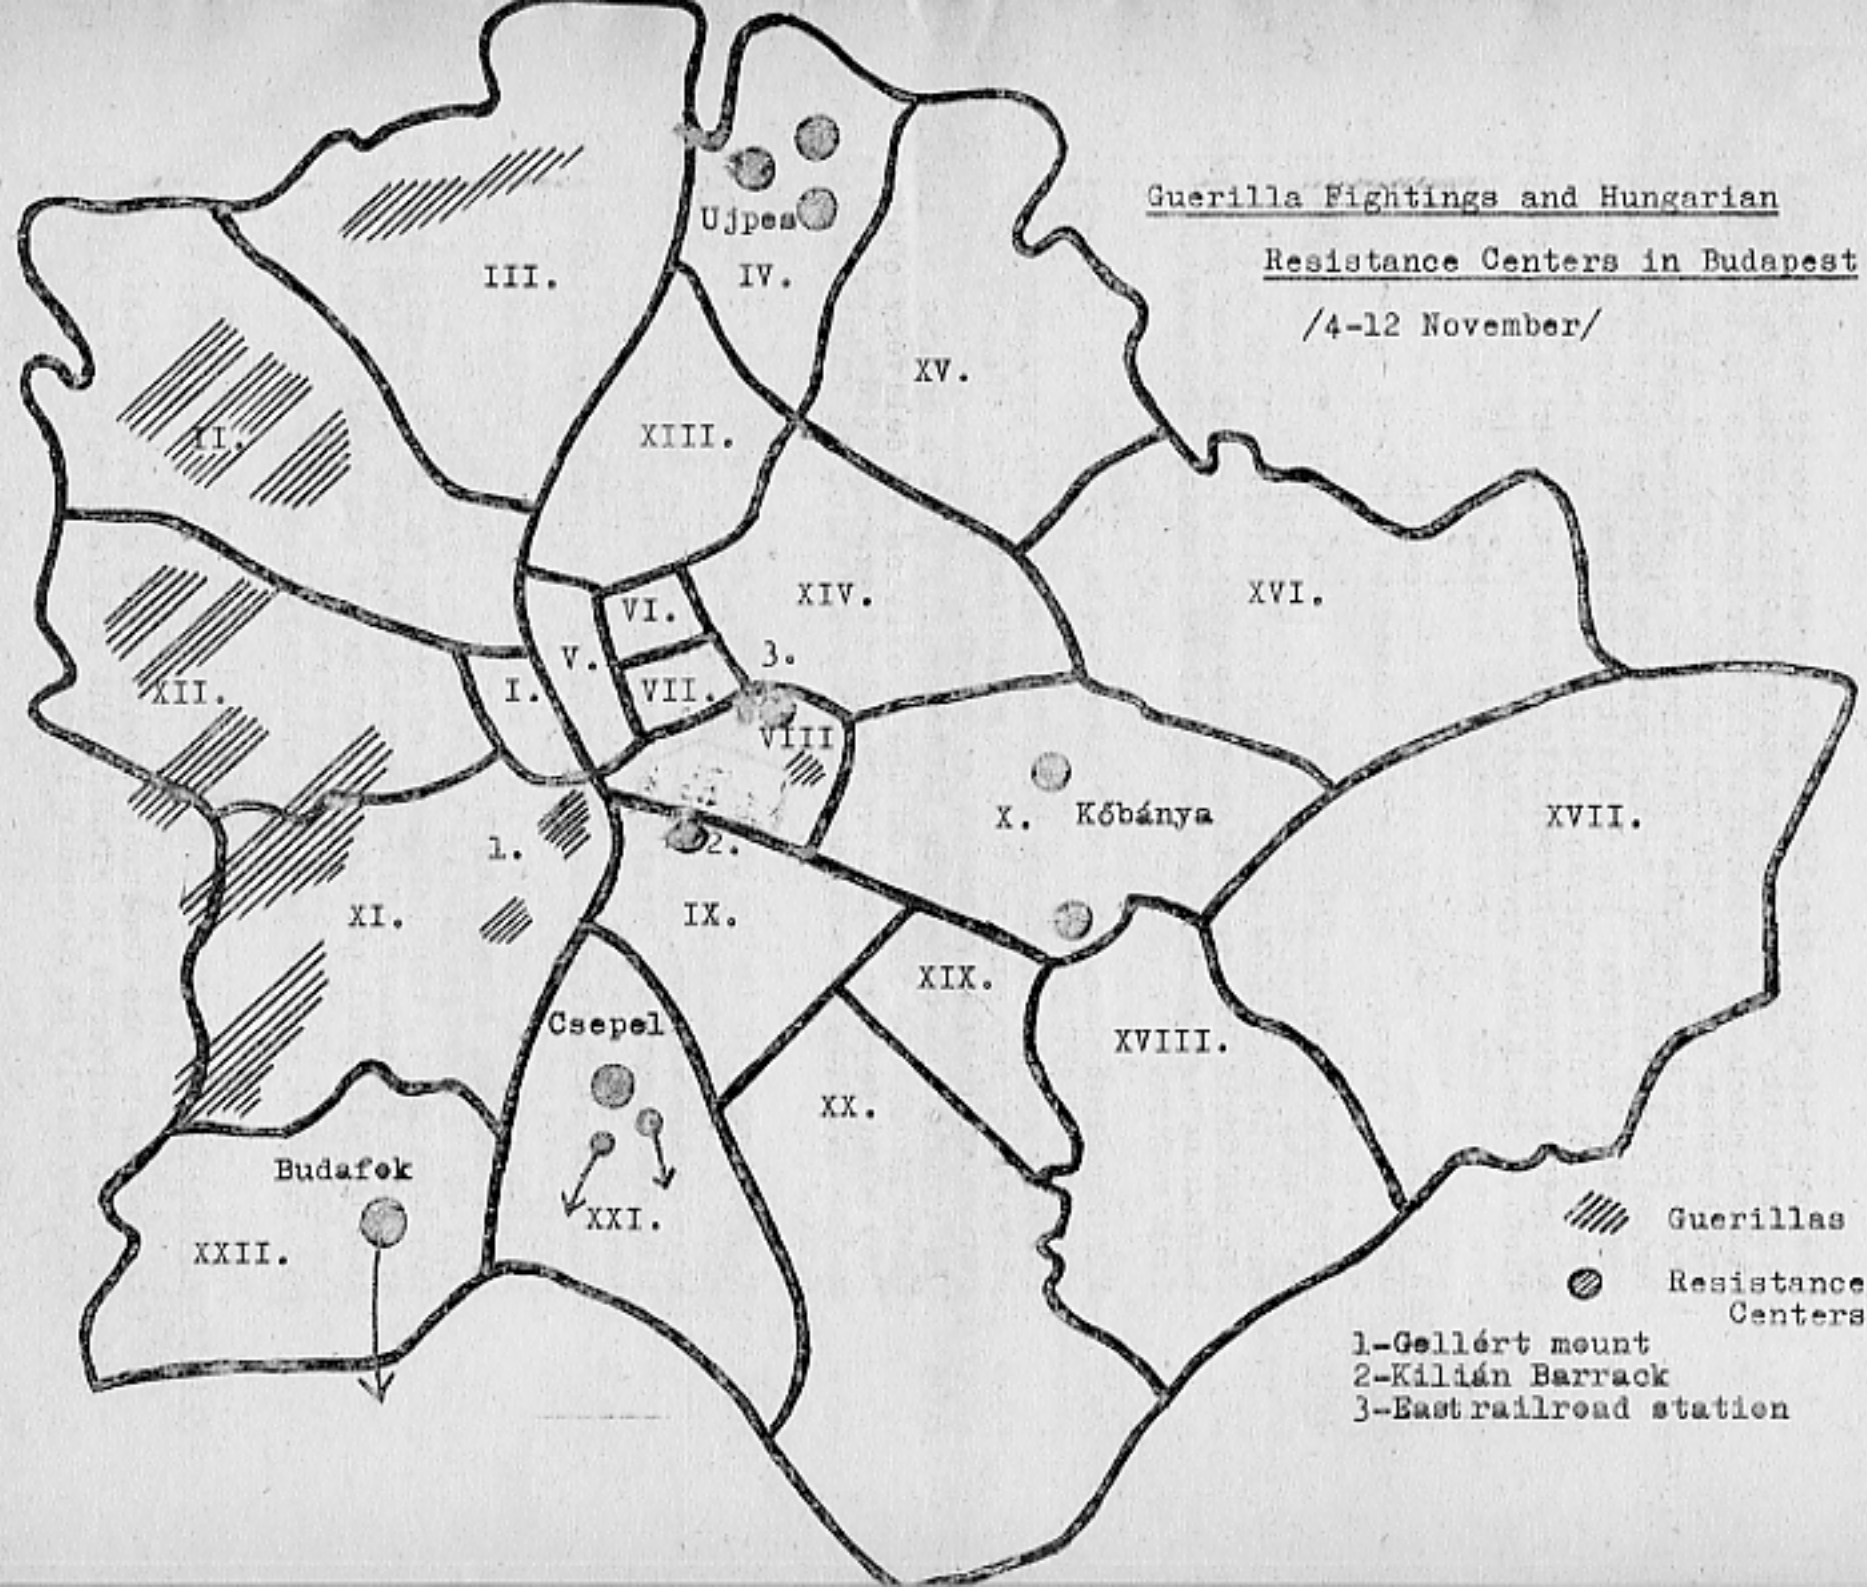 Guerilla Fightings and Hungarian
Resistance Centers in Budapest
/4-12 November/
Ujpes
III.
IV.
XV.
II.
XIII.
VI.
XIV.
XVI.
V.
3.
XII.
I.
VII.
VIII
X. Kőbánya
XVII.
1.
2.
XI.
IX.
XIX.
Csepel
XVIII.
XX.
Budafok
XXI.
XXII.
Guerillas
Resistance
Centers
1-Gellért mount
2-Kilián Barrack
3-East railroad station